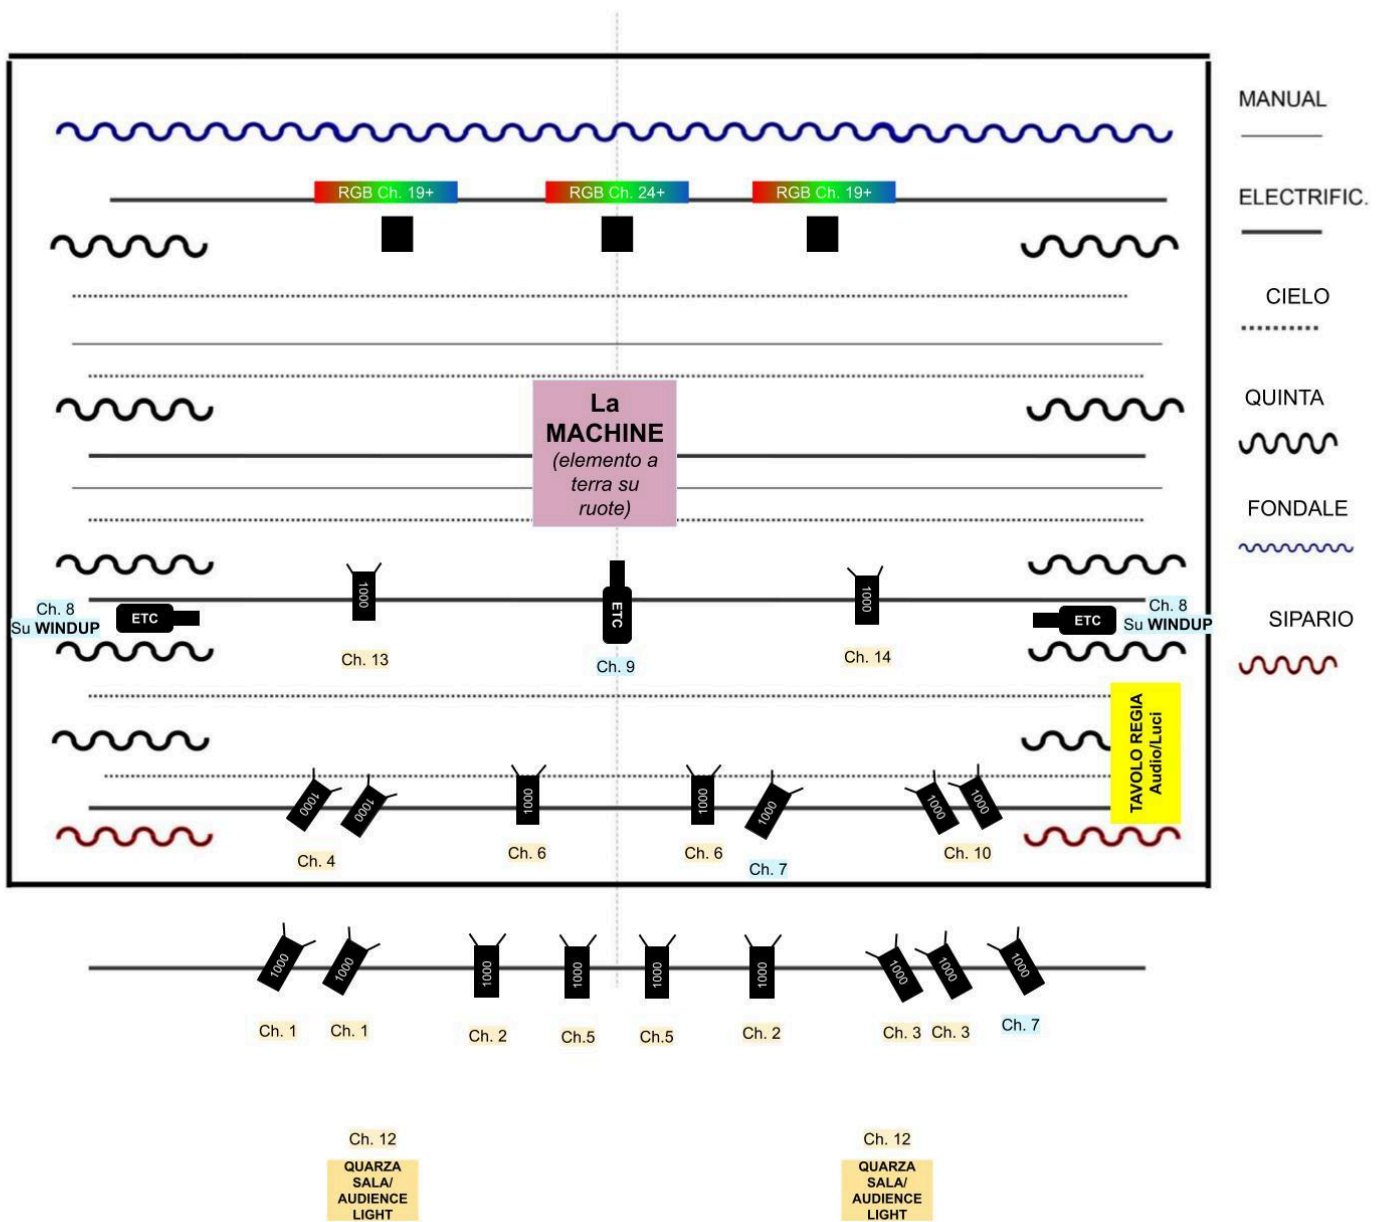 MANUAL
RGB Ch. 19+
RGB Ch. 24+
RGB Ch. 19+
ELECTRIFIC.
CIELO
La
MACHINE
(elemento a
terra su
ruote)
QUINTA
FONDALE
1000
ETC
1000
Ch. 8
Su WINDUP
ETC
ETC
Ch. 8
Su WINDUP
SIPARIO
Ch. 13
Ch. 9
Ch. 14
TAVOLO REGIA
Audio/Luci
1000
1000
1000
1000
1000
1000
1000
Ch. 4
Ch. 6
Ch. 6
Ch. 7
Ch. 10
1000
1000
1000
1000
1000
1000
1000
1000
1000
Ch. 1
Ch. 1
Ch. 2
Ch.5
Ch.5
Ch. 2
Ch. 3
Ch. 3
Ch. 7
Ch. 12
QUARZA
SALA/
AUDIENCE
LIGHT
Ch. 12
QUARZA
SALA/
AUDIENCE
LIGHT